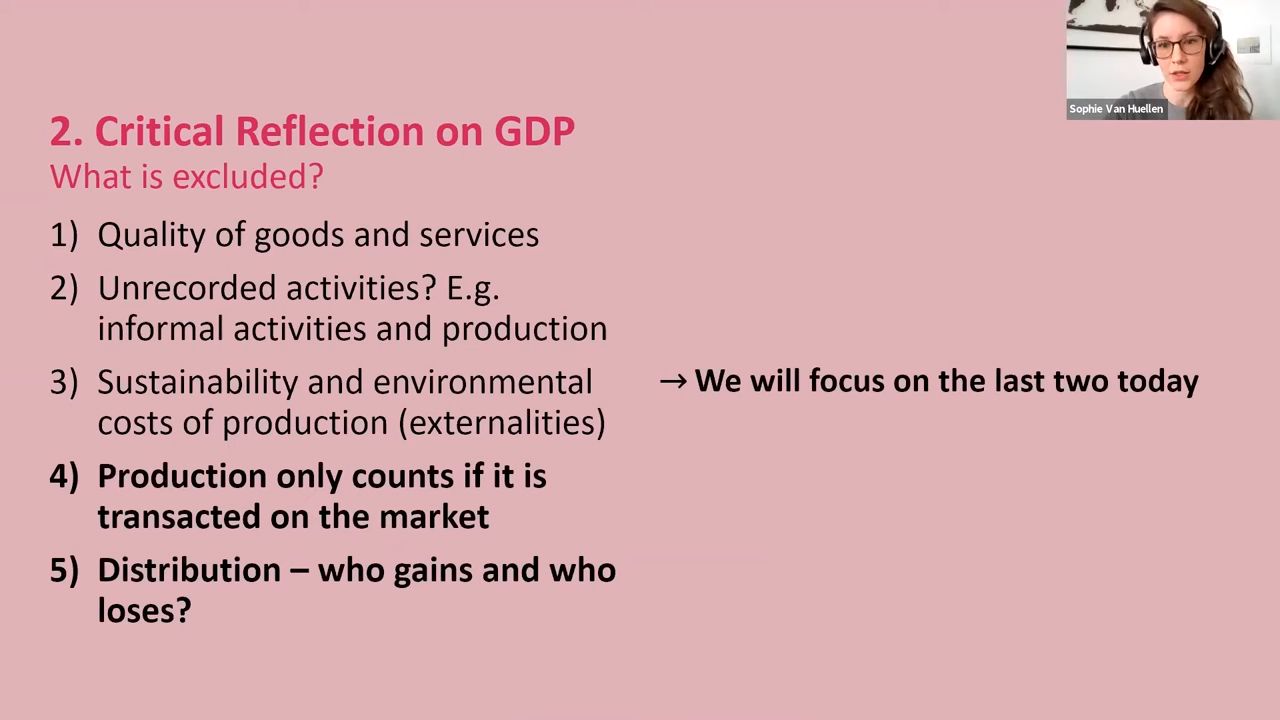 Sophie Van Huellen
2. Critical Reflection on GDP
What is excluded?
1) Quality of goods and services
2) Unrecorded activities? E.g.
informal activities and production
3) Sustainability and environmental
costs of production (externalities)
4) Production only counts if it is
transacted on the market
5) Distribution – who gains and who
loses?
→ We will focus on the last two today